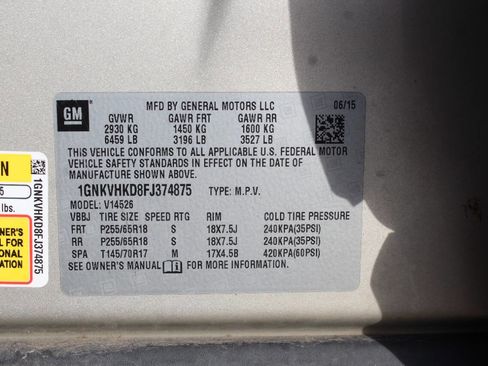 GM
MFD BY GENERAL MOTORS LLC 06/15
GVWR GAWR FRT GAWR RR
2930 KG 1450 KG 1600 KG
6459 LB 3196 LB 3527 LB
THIS VEHICLE CONFORMS TO ALL APPLICABLE U.S. FEDERAL MOTOR
VEHICLE SAFETY STANDARDS IN EFFECT ON THE DATE OF
MANUFACTURE SHOWN ABOVE.
1GNKVHKD8FJ374875 TYPE: M.P.V.
MODEL: V14526
VBBJ TIRE SIZE SPEED RTG RIM COLD TIRE PRESSURE
FRT P255/65R18 S 18X7.5J 240KPA(35PSI)
RR P255/65R18 S 18X7.5J 240KPA(35PSI)
SPA T145/70R17 M 17X4.5B 420KPA(60PSI)
SEE OWNER'S MANUAL FOR MORE INFORMATION.
lbs.
1GNKVHKD8FJ374875